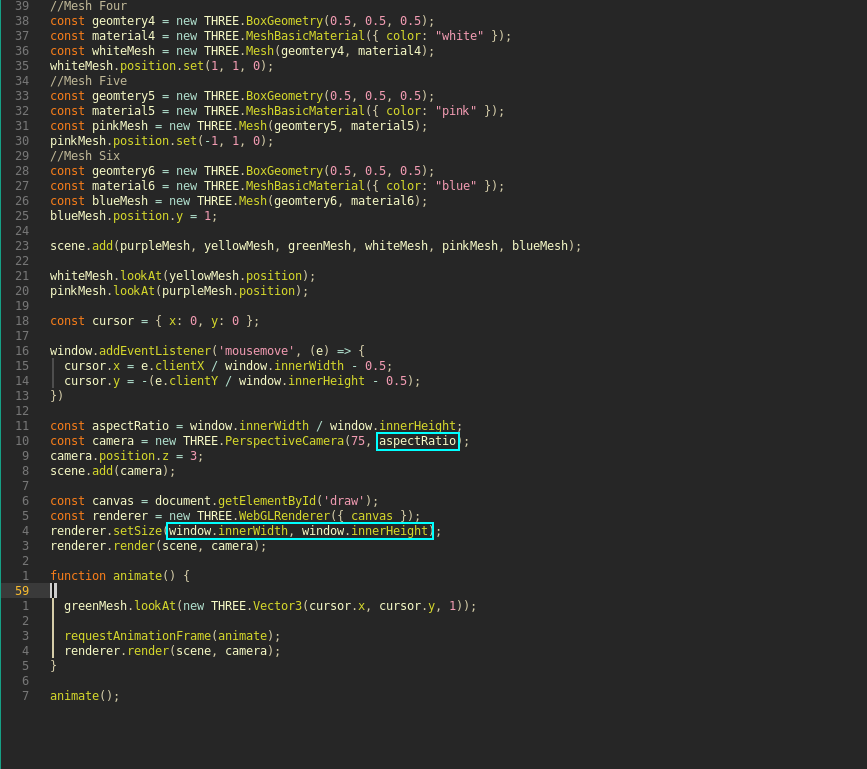 39 //Mesh Four
38 const geomtery4 = new THREE.BoxGeometry(0.5, 0.5, 0.5);
37 const material4 = new THREE.MeshBasicMaterial({ color: "white" });
36 const whiteMesh = new THREE.Mesh(geomtery4, material4);
35 whiteMesh.position.set(1, 1, 0);
34 //Mesh Five
33 const geomtery5 = new THREE.BoxGeometry(0.5, 0.5, 0.5);
32 const material5 = new THREE.MeshBasicMaterial({ color: "pink" });
31 const pinkMesh = new THREE.Mesh(geomtery5, material5);
30 pinkMesh.position.set(-1, 1, 0);
29 //Mesh Six
28 const geomtery6 = new THREE.BoxGeometry(0.5, 0.5, 0.5);
27 const material6 = new THREE.MeshBasicMaterial({ color: "blue" });
26 const blueMesh = new THREE.Mesh(geomtery6, material6);
25 blueMesh.position.y = 1;
24
23 scene.add(purpleMesh, yellowMesh, greenMesh, whiteMesh, pinkMesh, blueMesh);
22
21 whiteMesh.lookAt(yellowMesh.position);
20 pinkMesh.lookAt(purpleMesh.position);
19
18 const cursor = { x: 0, y: 0 };
17
16 window.addEventListener('mousemove', (e) => {
15   cursor.x = e.clientX / window.innerWidth - 0.5;
14   cursor.y = -(e.clientY / window.innerHeight - 0.5);
13 })
12
11 const aspectRatio = window.innerWidth / window.innerHeight;
10 const camera = new THREE.PerspectiveCamera(75, aspectRatio);
9 camera.position.z = 3;
8 scene.add(camera);
7
6 const canvas = document.getElementById('draw');
5 const renderer = new THREE.WebGLRenderer({ canvas });
4 renderer.setSize(window.innerWidth, window.innerHeight);
3 renderer.render(scene, camera);
2
1 function animate() {
59
1   greenMesh.lookAt(new THREE.Vector3(cursor.x, cursor.y, 1));
2
3   requestAnimationFrame(animate);
4   renderer.render(scene, camera);
5 }
6
7 animate();